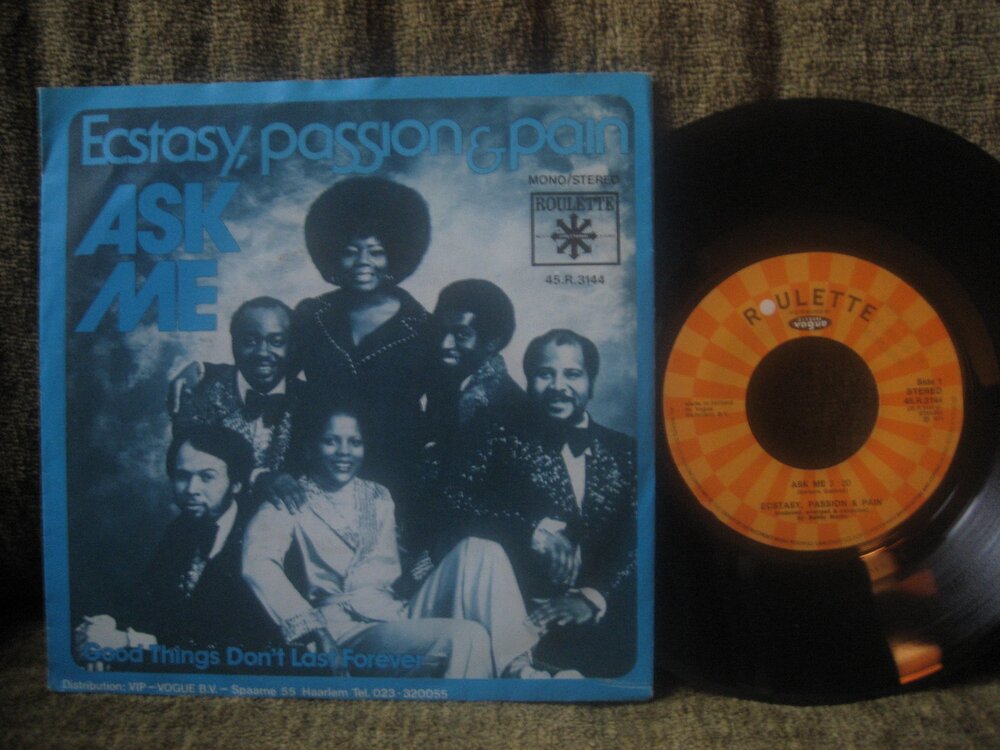 Ecstasy, passion & pain
ASK
ME
MONO/STEREO
ROULETTE
45.R.3144
Good Things Don't Last Forever
Distribution: VIP – VOGUE B.V. – Spaarne 55 Haarlem Tel. 023 - 320055
ROULETTE
VOGUE
Side 1
STEREO
45.R.3144
ASK ME
ECSTASY, PASSION & PAIN